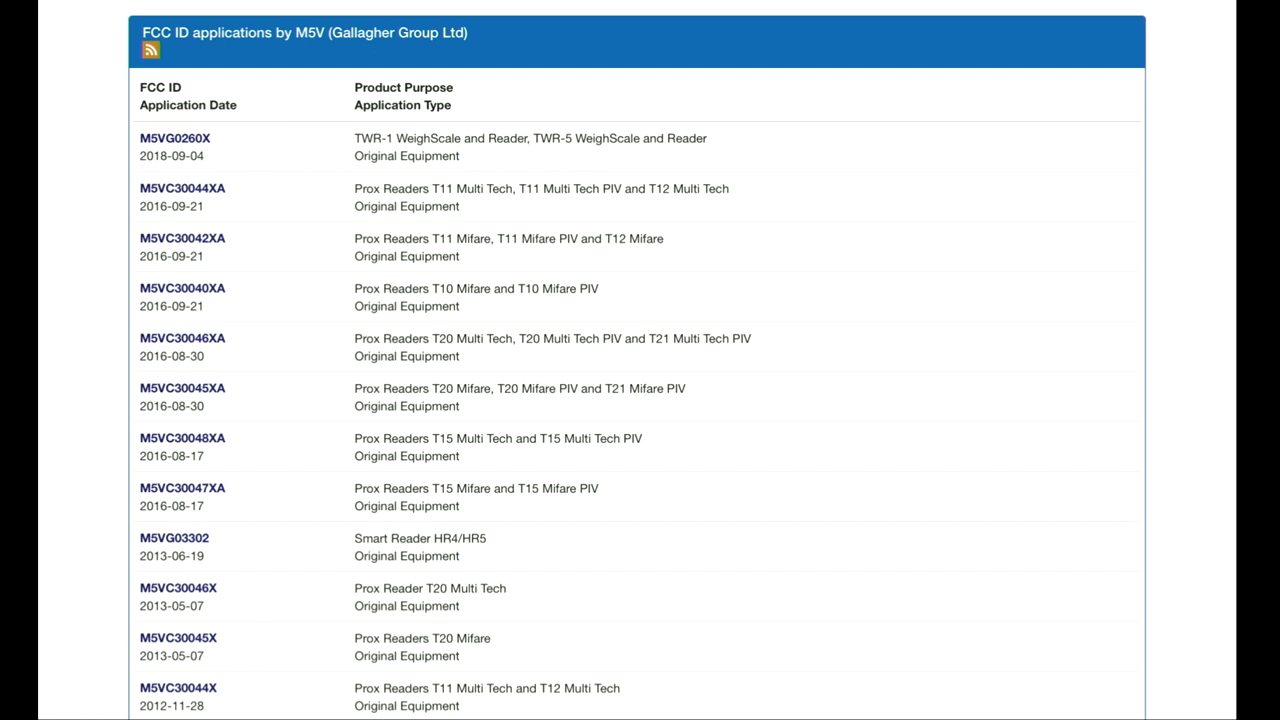 FCC ID applications by M5V (Gallagher Group Ltd)
FCC ID Product Purpose
Application Date Application Type
M5VG0260X TWR-1 WeighScale and Reader, TWR-5 WeighScale and Reader
2018-09-04 Original Equipment
M5VC30044XA Prox Readers T11 Multi Tech, T11 Multi Tech PIV and T12 Multi Tech
2016-09-21 Original Equipment
M5VC30042XA Prox Readers T11 Mifare, T11 Mifare PIV and T12 Mifare
2016-09-21 Original Equipment
M5VC30040XA Prox Readers T10 Mifare and T10 Mifare PIV
2016-09-21 Original Equipment
M5VC30046XA Prox Readers T20 Multi Tech, T20 Multi Tech PIV and T21 Multi Tech PIV
2016-08-30 Original Equipment
M5VC30045XA Prox Readers T20 Mifare, T20 Mifare PIV and T21 Mifare PIV
2016-08-30 Original Equipment
M5VC30048XA Prox Readers T15 Multi Tech and T15 Multi Tech PIV
2016-08-17 Original Equipment
M5VC30047XA Prox Readers T15 Mifare and T15 Mifare PIV
2016-08-17 Original Equipment
M5VG03302 Smart Reader HR4/HR5
2013-06-19 Original Equipment
M5VC30046X Prox Reader T20 Multi Tech
2013-05-07 Original Equipment
M5VC30045X Prox Readers T20 Mifare
2013-05-07 Original Equipment
M5VC30044X Prox Readers T11 Multi Tech and T12 Multi Tech
2012-11-28 Original Equipment